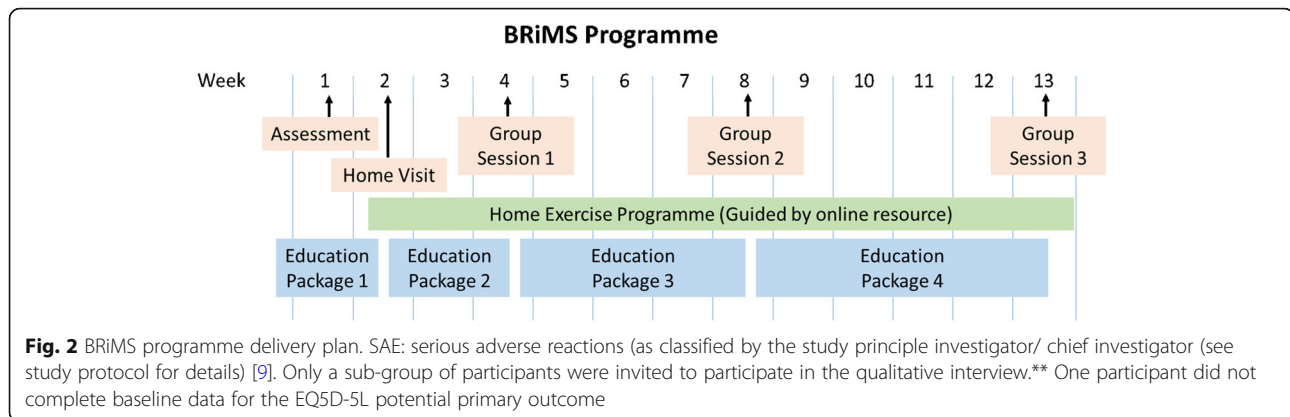 BRiMS Programme
Week 1 2 3 4 5 6 7 8 9 10 11 12 13
Assessment
Home Visit
Group
Session 1
Group
Session 2
Group
Session 3
Home Exercise Programme (Guided by online resource)
Education
Package 1
Education
Package 2
Education
Package 3
Education
Package 4
Fig. 2 BRiMS programme delivery plan. SAE: serious adverse reactions (as classified by the study principle investigator/ chief investigator (see
study protocol for details) [9]. Only a sub-group of participants were invited to participate in the qualitative interview.** One participant did not
complete baseline data for the EQ5D-5L potential primary outcome